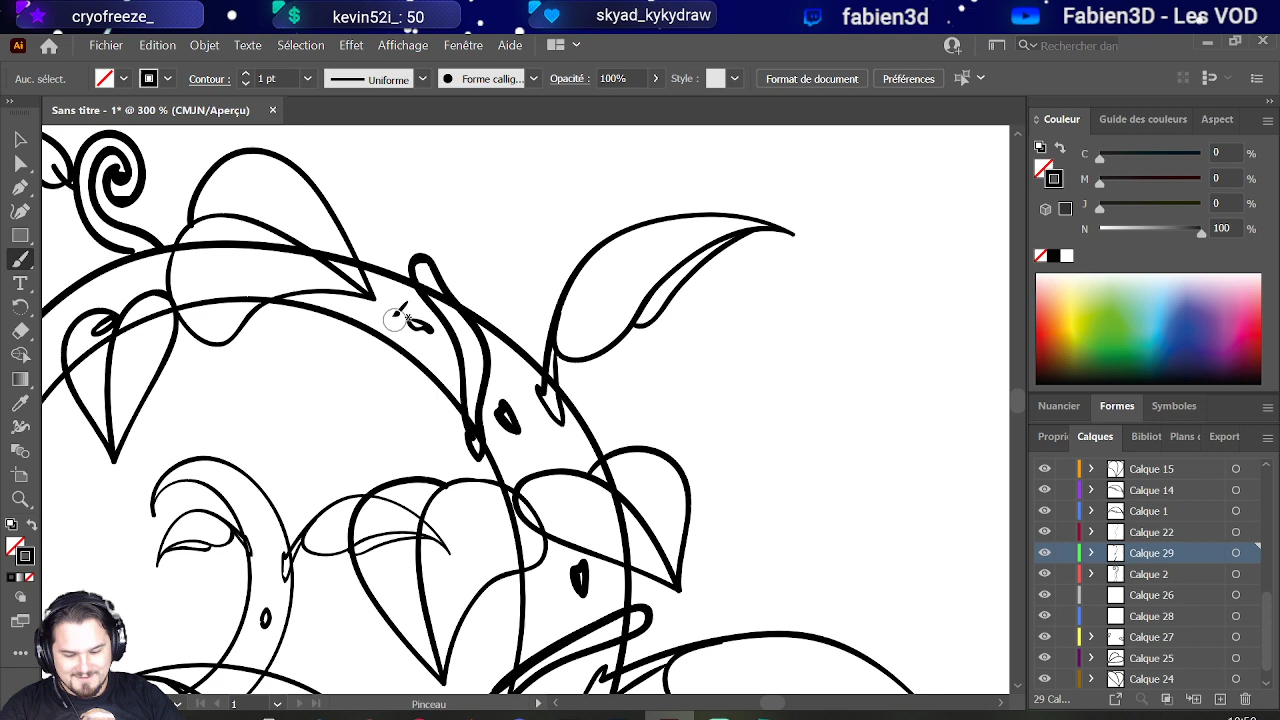 cryofreeze_
kevin52i_: 50
skyad_kykydraw
fabien3d
Fabien3D - Les VOD
Ai
Fichier Edition Objet Texte Sélection Effet Affichage Fenêtre Aide
Rechercher dan
Auc. sélect.
Contour :
1 pt
Uniforme
Forme callig...
Opacité :
100%
Style :
Format de document
Préférences
Sans titre - 1* @ 300 % (CMJN/Aperçu)
Couleur
Guide des couleurs
Aspect
C 0 %
M 0 %
J 0 %
N 100 %
Nuancier
Formes
Symboles
Propri
Calques
Bibliot
Plans c
Export
Calque 15
Calque 14
Calque 1
Calque 22
Calque 29
Calque 2
Calque 26
Calque 28
Calque 27
Calque 25
Calque 24
29 Cal...
1
Pinceau